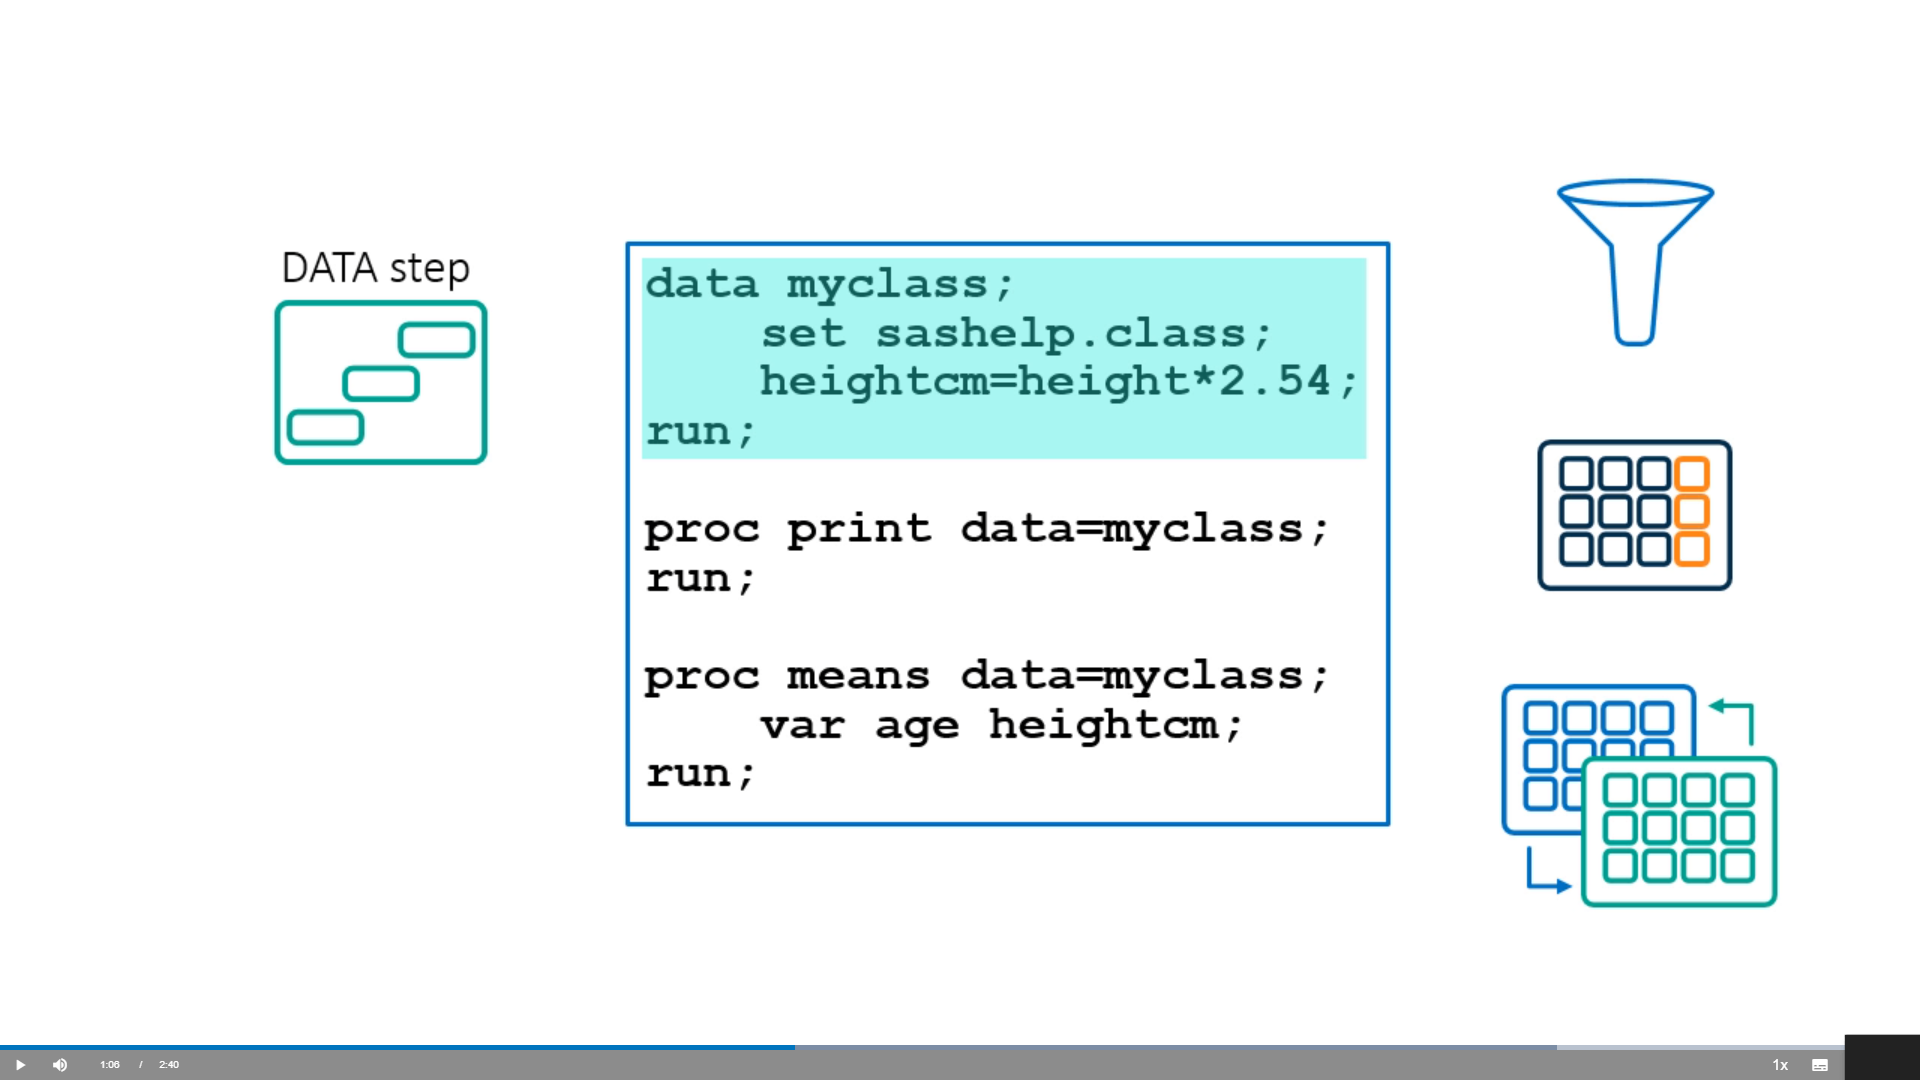 DATA step
data myclass;
set sashelp.class;
heightcm=height*2.54;
run;
proc print data=myclass;
run;
proc means data=myclass;
var age heightcm;
run;
1:06 / 2:40
1x